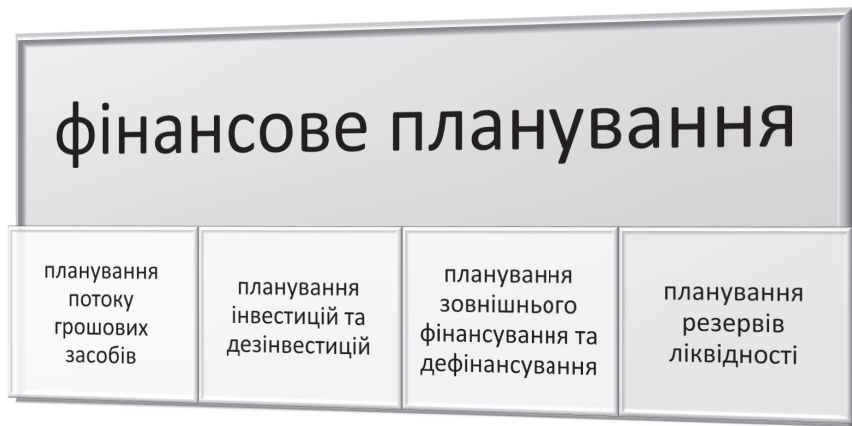 фінансове планування
планування
потоку
грошових
засобів
планування
інвестицій та
дезінвестицій
планування
зовнішнього
фінансування та
дефінансування
планування
резервів
ліквідності